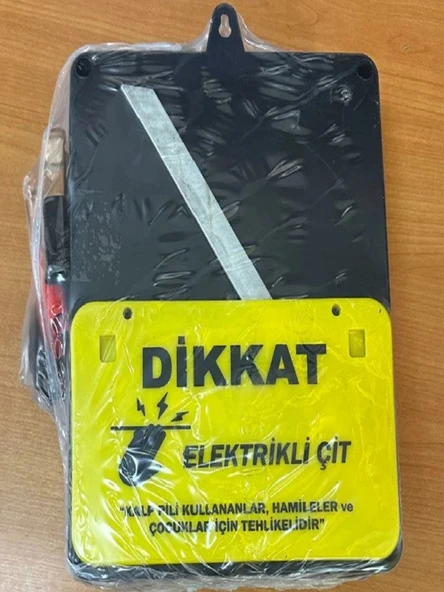 DİKKAT
ELEKTRİKLİ ÇİT
"KALP PİLİ KULLANANLAR, HAMİLELER ve
ÇOCUKLAR İÇİN TEHLİKELİDİR"